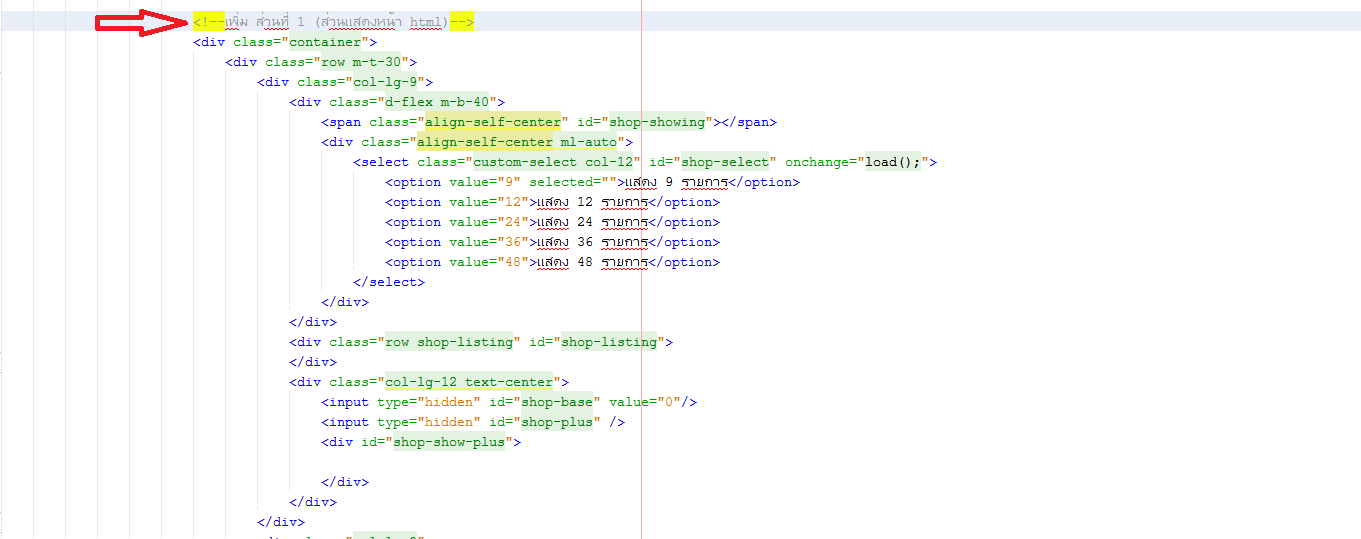 <!--เพิ่ม ส่วนที่ 1 (ส่วนแสดงหน้า html)-->
<div class="container">
<div class="row m-t-30">
<div class="col-lg-9">
<div class="d-flex m-b-40">
<span class="align-self-center" id="shop-showing"></span>
<div class="align-self-center ml-auto">
<select class="custom-select col-12" id="shop-select" onchange="load();">
<option value="9" selected="">แสดง 9 รายการ</option>
<option value="12">แสดง 12 รายการ</option>
<option value="24">แสดง 24 รายการ</option>
<option value="36">แสดง 36 รายการ</option>
<option value="48">แสดง 48 รายการ</option>
</select>
</div>
</div>
<div class="row shop-listing" id="shop-listing">
</div>
<div class="col-lg-12 text-center">
<input type="hidden" id="shop-base" value="0"/>
<input type="hidden" id="shop-plus" />
<div id="shop-show-plus">
</div>
</div>
</div>